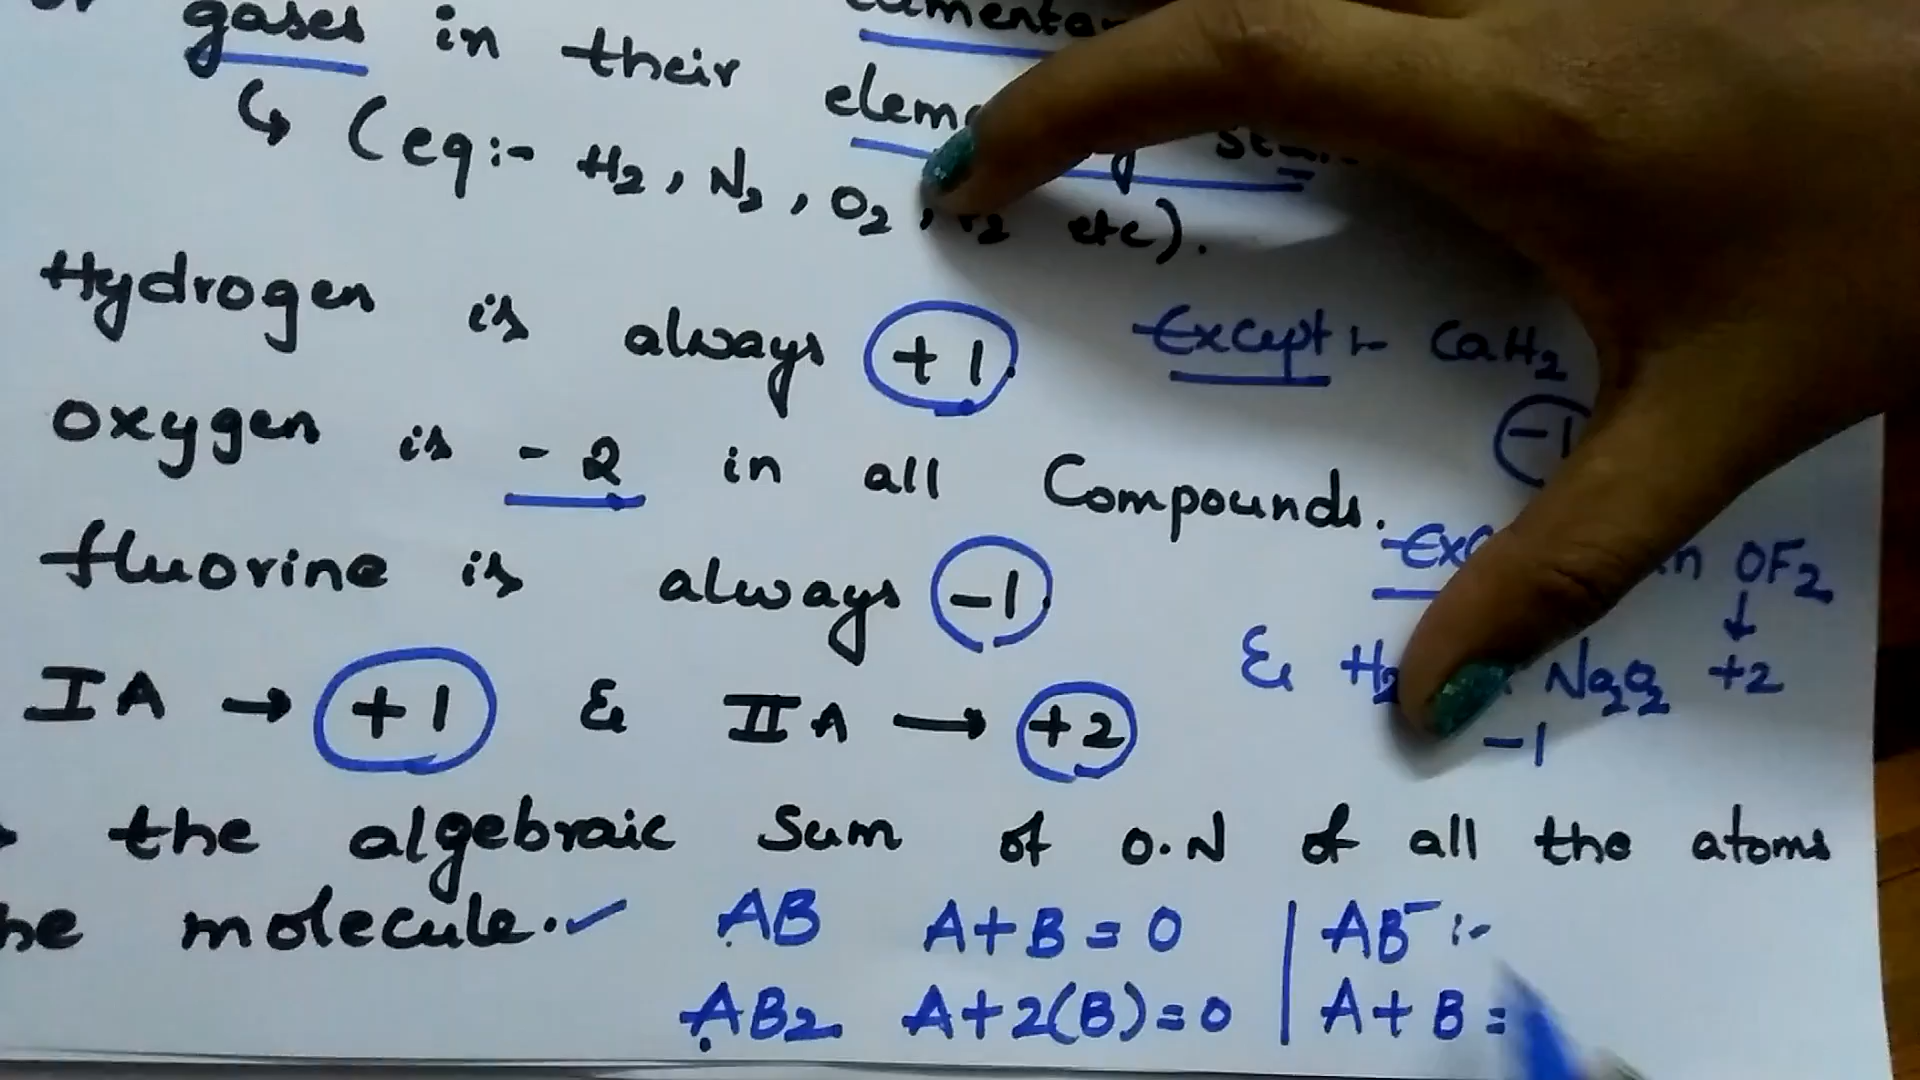 gases in their
elem
↳ (eg:- H₂, N₂, O₂, etc).
Hydrogen is always +1. Except :- CaH₂
-1
Oxygen is -2 in all Compounds.
OF₂
↓
+2
fluorine is always -1.
& H₂ Na₂O₂
-1
IA → +1 & IIA → +2
the algebraic Sum of O.N of all the atoms
molecule. ✓ AB A+B=0 | AB⁻ :-
AB₂. A+2(B)=0 | A+B=